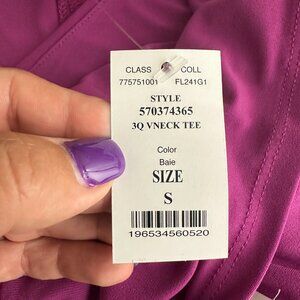 CLASS COLL
775751001 FL241G1
STYLE
570374365
3Q VNECK TEE
Color
Baie
SIZE
S
196534560520